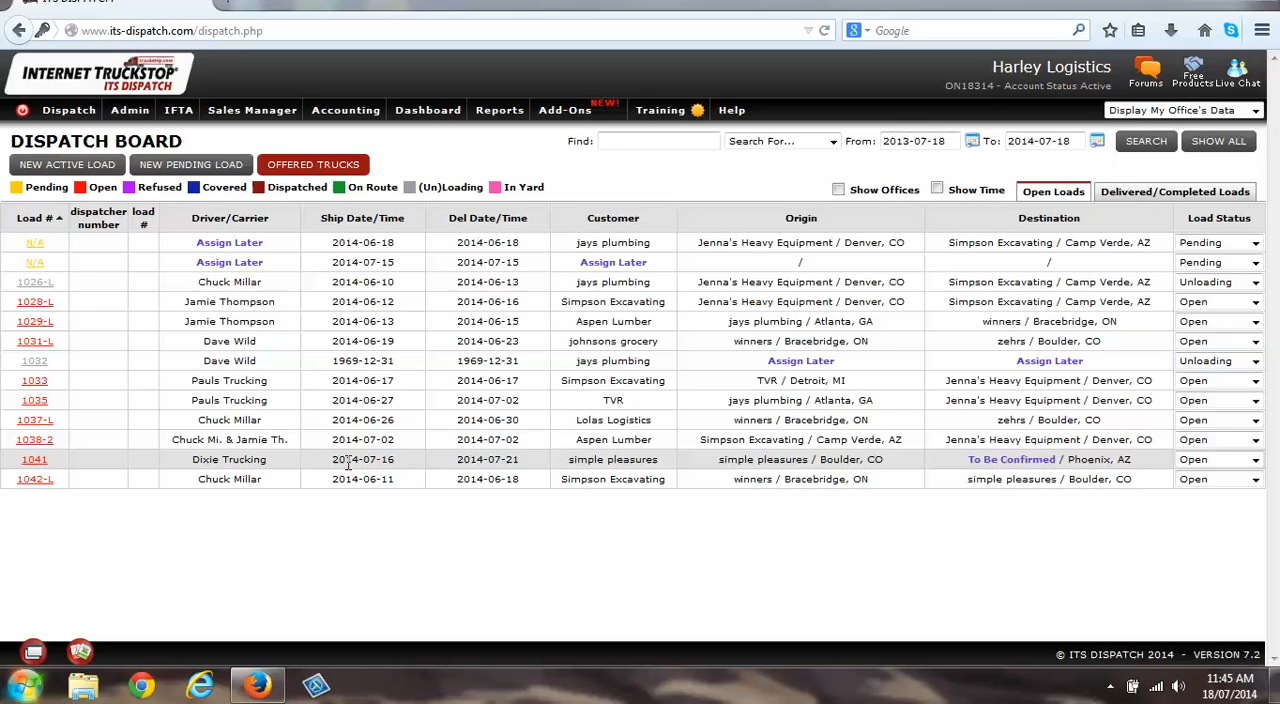 www.its-dispatch.com/dispatch.php
Google
truckstop.com
INTERNET TRUCKSTOP
ITS DISPATCH
Harley Logistics
ON18314 - Account Status Active
Forums
Free Products
Live Chat
Dispatch Admin IFTA Sales Manager Accounting Dashboard Reports Add-Ons NEW! Training Help
Display My Office's Data
DISPATCH BOARD
Find: Search For... From: 2013-07-18 To: 2014-07-18 SEARCH SHOW ALL
NEW ACTIVE LOAD NEW PENDING LOAD OFFERED TRUCKS
Pending Open Refused Covered Dispatched On Route (Un)Loading In Yard Show Offices Show Time Open Loads Delivered/Completed Loads
Load # dispatcher number load # Driver/Carrier Ship Date/Time Del Date/Time Customer Origin Destination Load Status
N/A Assign Later 2014-06-18 2014-06-18 jays plumbing Jenna's Heavy Equipment / Denver, CO Simpson Excavating / Camp Verde, AZ Pending
N/A Assign Later 2014-07-15 2014-07-15 Assign Later / / Pending
1026-L Chuck Millar 2014-06-10 2014-06-13 jays plumbing Jenna's Heavy Equipment / Denver, CO Simpson Excavating / Camp Verde, AZ Unloading
1028-L Jamie Thompson 2014-06-12 2014-06-16 Simpson Excavating Jenna's Heavy Equipment / Denver, CO Simpson Excavating / Camp Verde, AZ Open
1029-L Jamie Thompson 2014-06-13 2014-06-15 Aspen Lumber jays plumbing / Atlanta, GA winners / Bracebridge, ON Open
1031-L Dave Wild 2014-06-19 2014-06-23 johnsons grocery winners / Bracebridge, ON zehrs / Boulder, CO Open
1032 Dave Wild 1969-12-31 1969-12-31 jays plumbing Assign Later Assign Later Unloading
1033 Pauls Trucking 2014-06-17 2014-06-17 Simpson Excavating TVR / Detroit, MI Jenna's Heavy Equipment / Denver, CO Open
1035 Pauls Trucking 2014-06-27 2014-07-02 TVR jays plumbing / Atlanta, GA Jenna's Heavy Equipment / Denver, CO Open
1037-L Chuck Millar 2014-06-26 2014-06-30 Lolas Logistics winners / Bracebridge, ON zehrs / Boulder, CO Open
1038-2 Chuck Mi. & Jamie Th. 2014-07-02 2014-07-02 Aspen Lumber Simpson Excavating / Camp Verde, AZ Jenna's Heavy Equipment / Denver, CO Open
1041 Dixie Trucking 2014-07-16 2014-07-21 simple pleasures simple pleasures / Boulder, CO To Be Confirmed / Phoenix, AZ Open
1042-L Chuck Millar 2014-06-11 2014-06-18 Simpson Excavating winners / Bracebridge, ON simple pleasures / Boulder, CO Open
© ITS DISPATCH 2014 - VERSION 7.2
11:45 AM
18/07/2014